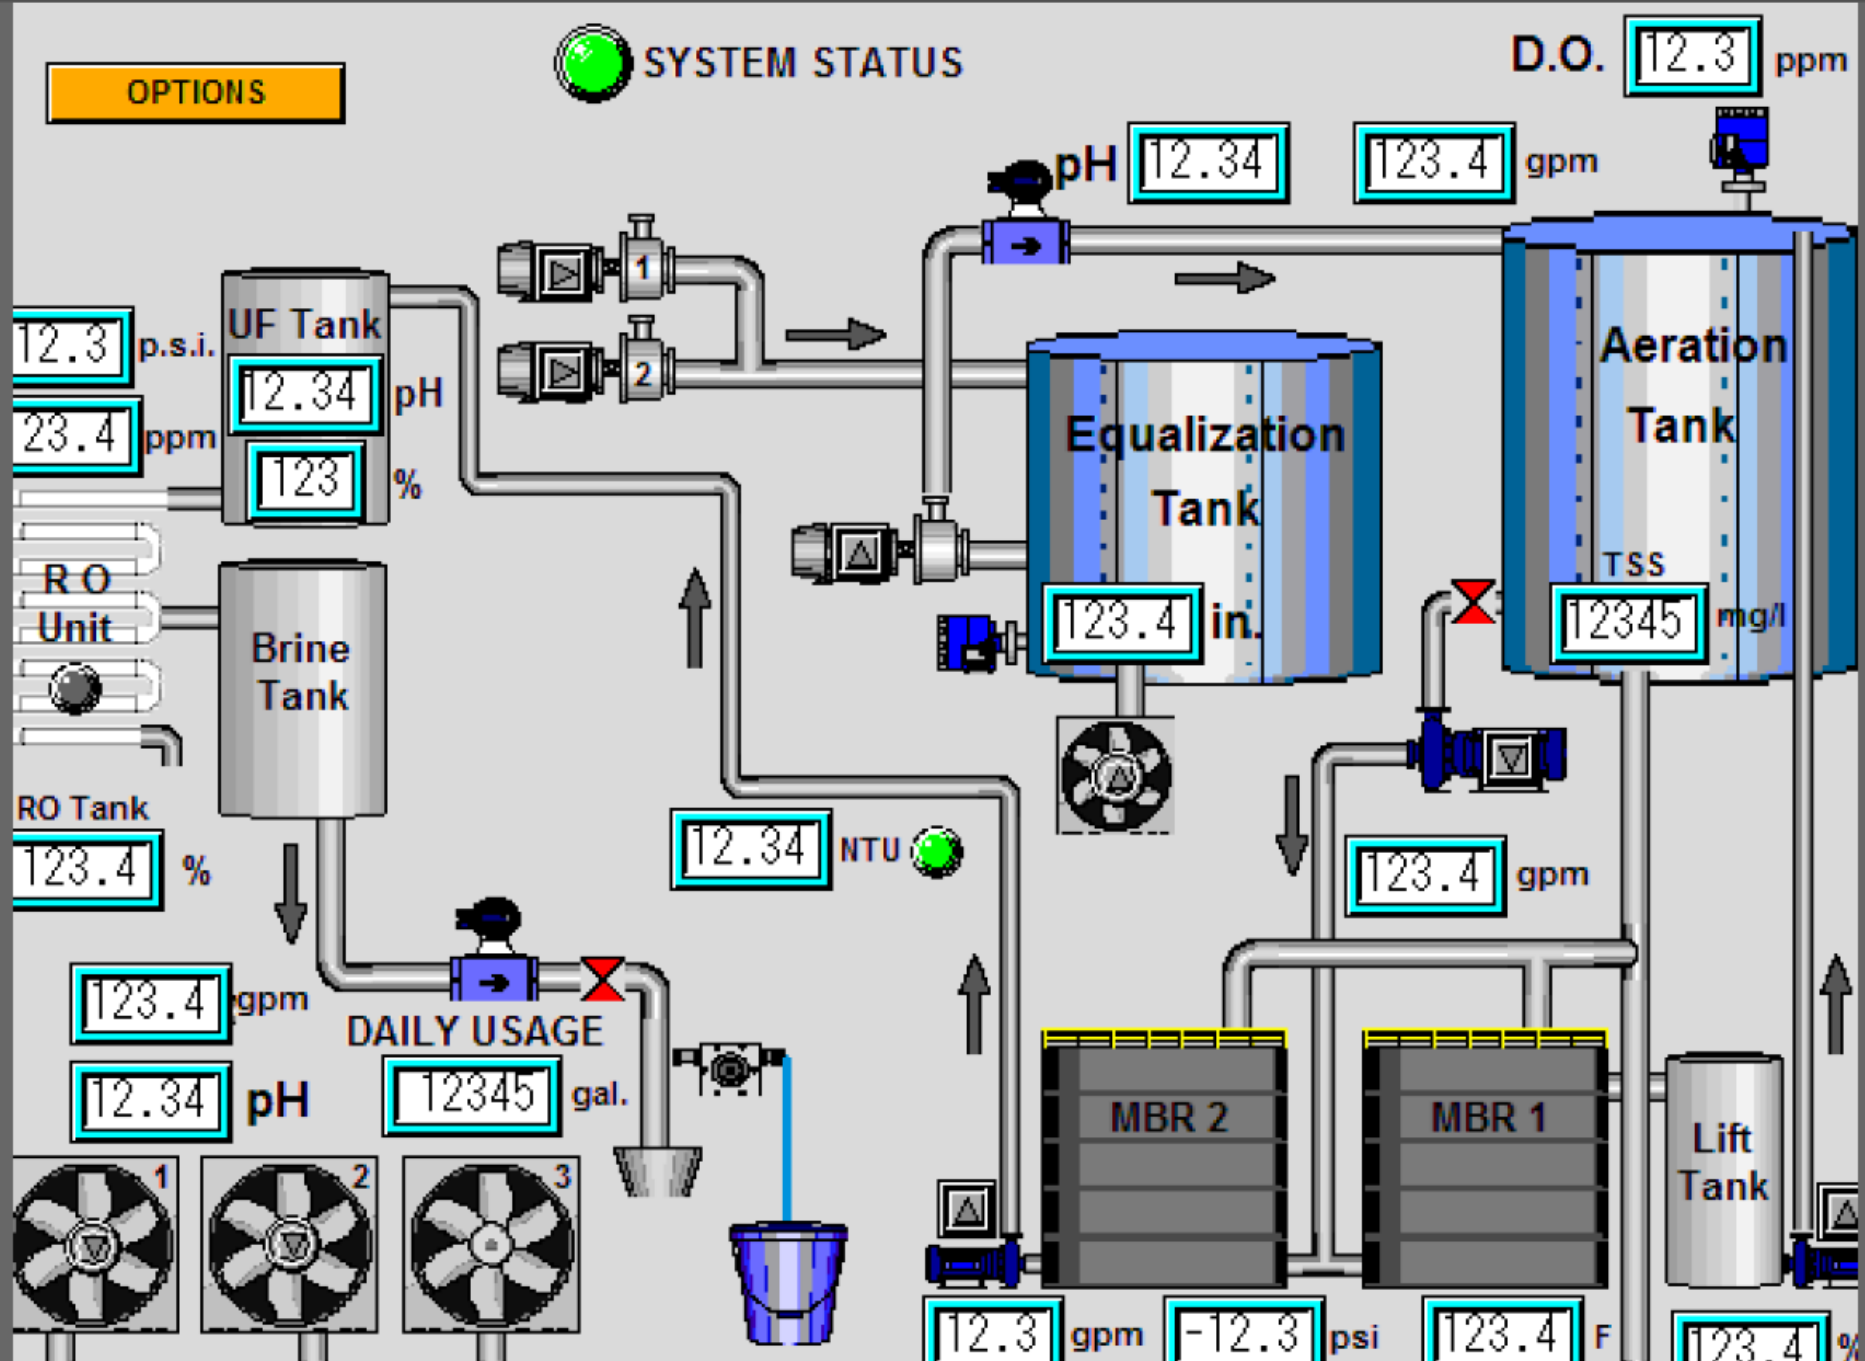 SYSTEM STATUS
D.O. 12.3 ppm
OPTIONS
pH 12.34 123.4 gpm
1
UF Tank
12.3 p.s.i.
2
Aeration
Tank
12.34 pH
23.4 ppm
Equalization
Tank
123 %
TSS
12345 mg/l
R O
Unit
123.4 in.
Brine
Tank
RO Tank
123.4 %
12.34 NTU
123.4 gpm
123.4 gpm
DAILY USAGE
12345 gal.
12.34 pH
MBR 2
MBR 1
Lift
Tank
1
2
3
12.3 gpm
-12.3 psi
123.4 F
123.4 %